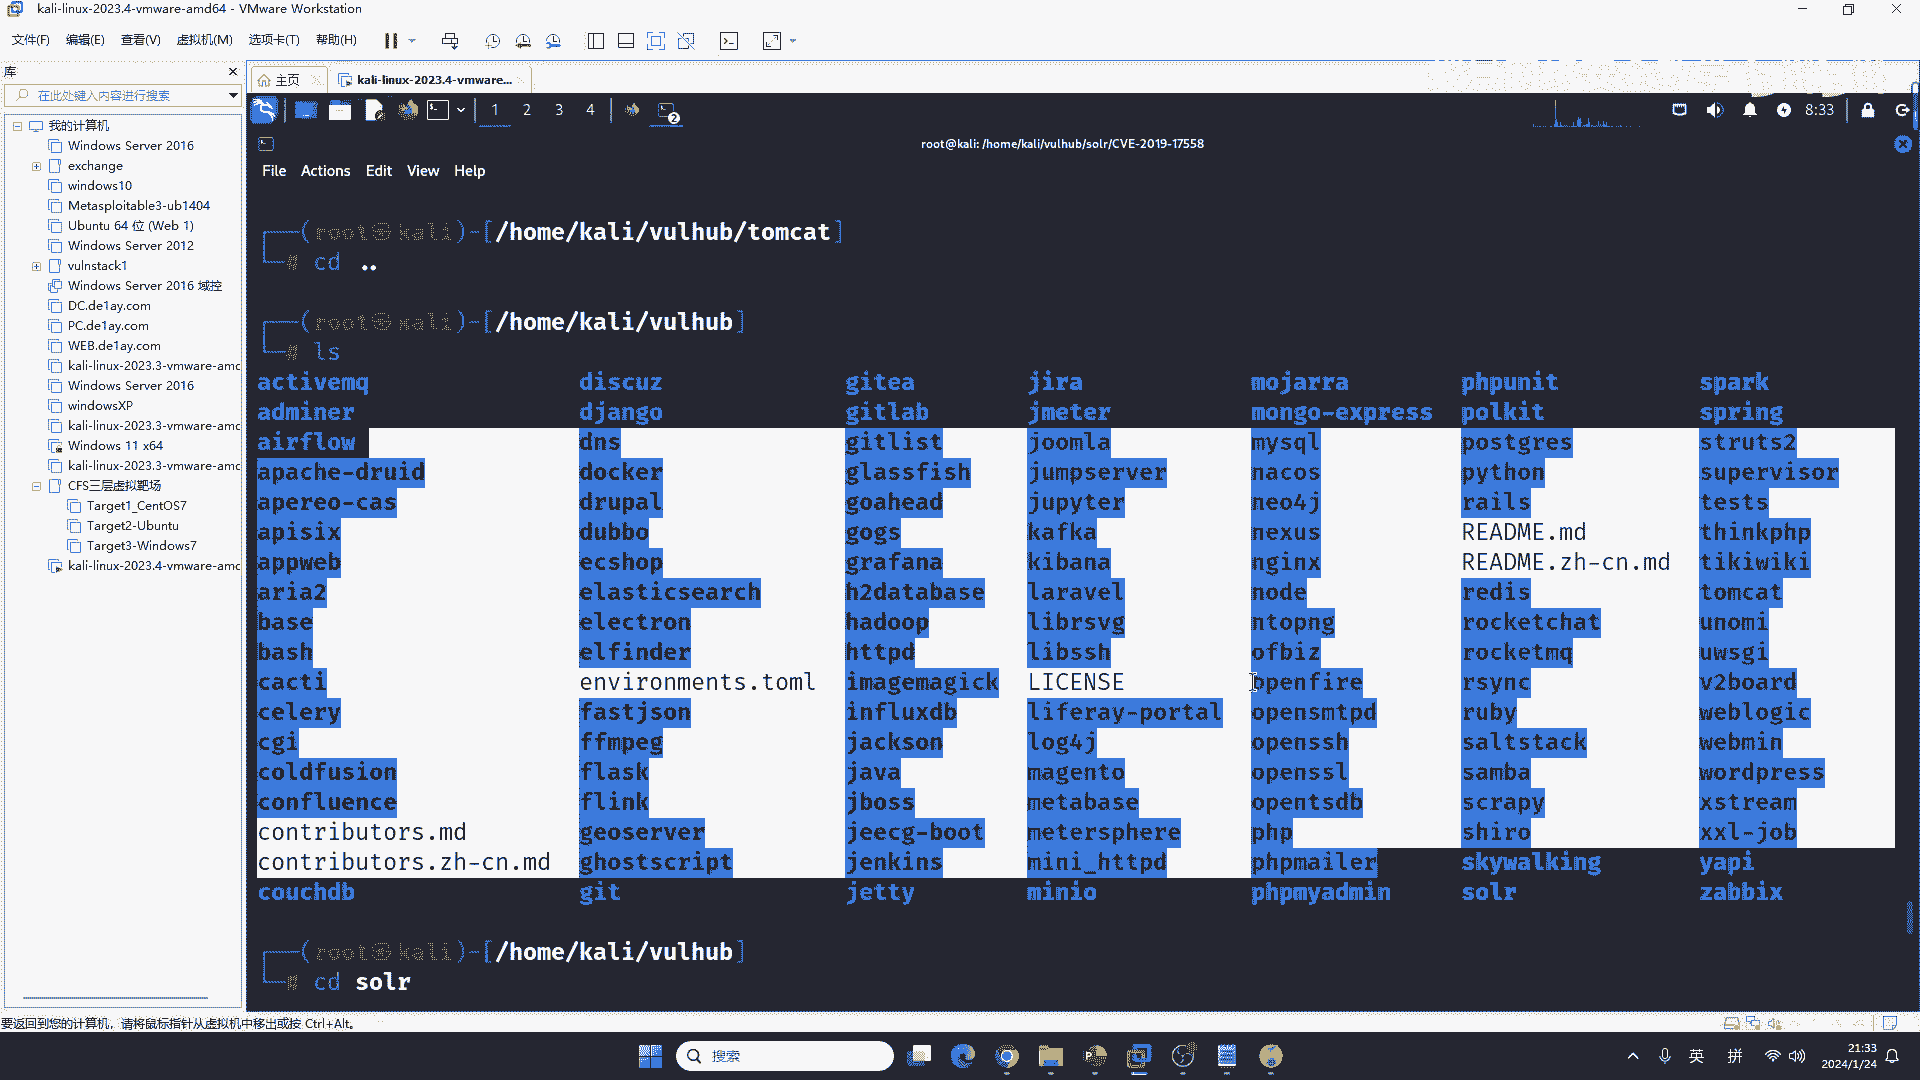 kali-linux-2023.4-vmware-amd64 - VMware Workstation
文件(F) 编辑(E) 查看(V) 虚拟机(M) 选项卡(T) 帮助(H)
库
在此处键入内容进行搜索
我的计算机
Windows Server 2016
exchange
windows10
Metasploitable3-ub1404
Ubuntu 64 位 (Web 1)
Windows Server 2012
vulnstack1
Windows Server 2016 域控
DC.de1ay.com
PC.de1ay.com
WEB.de1ay.com
kali-linux-2023.3-vmware-amc
Windows Server 2016
windowsXP
kali-linux-2023.3-vmware-amc
Windows 11 x64
kali-linux-2023.3-vmware-amc
CFS三层虚拟靶场
Target1_CentOS7
Target2-Ubuntu
Target3-Windows7
kali-linux-2023.4-vmware-amc
主页 kali-linux-2023.4-vmware...
1 2 3 4 2 8:33
root@kali: /home/kali/vulhub/solr/CVE-2019-17558
File Actions Edit View Help
(root㉿kali)-[/home/kali/vulhub/tomcat]
# cd ..
(root㉿kali)-[/home/kali/vulhub]
# ls
activemq discuz gitea jira mojarra phpunit spark
adminer django gitlab jmeter mongo-express polkit spring
airflow dns gitlist joomla mysql postgres struts2
apache-druid docker glassfish jumpserver nacos python supervisor
apereo-cas drupal goahead jupyter neo4j rails tests
apisix dubbo gogs kafka nexus README.md thinkphp
appweb ecshop grafana kibana nginx README.zh-cn.md tikiwiki
aria2 elasticsearch h2database laravel node redis tomcat
base electron hadoop librsvg ntopng rocketchat unomi
bash elfinder httpd libssh ofbiz rocketmq uwsgi
cacti environments.toml imagemagick LICENSE openfire rsync v2board
celery fastjson influxdb liferay-portal opensmtpd ruby weblogic
cgi ffmpeg jackson log4j openssh saltstack webmin
coldfusion flask java magento openssl samba wordpress
confluence flink jboss metabase opentsdb scrapy xstream
contributors.md geoserver jeecg-boot metersphere php shiro xxl-job
contributors.zh-cn.md ghostscript jenkins mini_httpd phpmailer skywalking yapi
couchdb git jetty minio phpmyadmin solr zabbix
(root㉿kali)-[/home/kali/vulhub]
# cd solr
要返回到您的计算机，请将鼠标指针从虚拟机中移出或按 Ctrl+Alt。
搜索
英 拼
21:33
2024/1/24